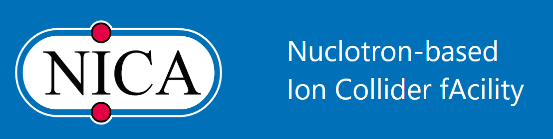 NICA
Nuclotron-based
Ion Collider fAcility